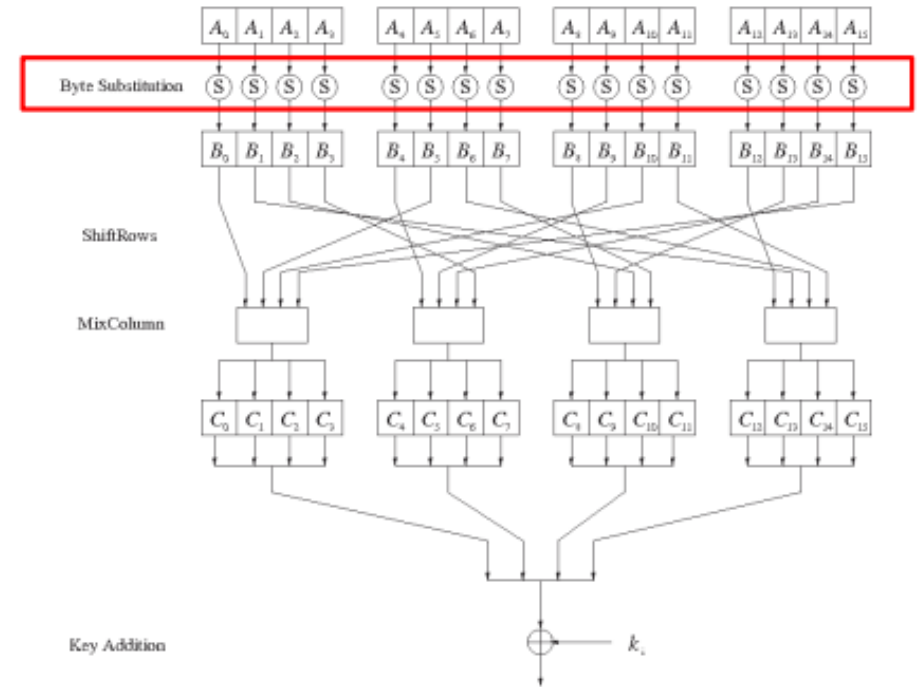 A₀ A₁ A₂ A₃ A₄ A₅ A₆ A₇ A₈ A₉ A₁₀ A₁₁ A₁₂ A₁₃ A₁₄ A₁₅
Byte Substitution S S S S S S S S S S S S S S S S
B₀ B₁ B₂ B₃ B₄ B₅ B₆ B₇ B₈ B₉ B₁₀ B₁₁ B₁₂ B₁₃ B₁₄ B₁₅
ShiftRows
MixColumn
C₀ C₁ C₂ C₃ C₄ C₅ C₆ C₇ C₈ C₉ C₁₀ C₁₁ C₁₂ C₁₃ C₁₄ C₁₅
Key Addition k